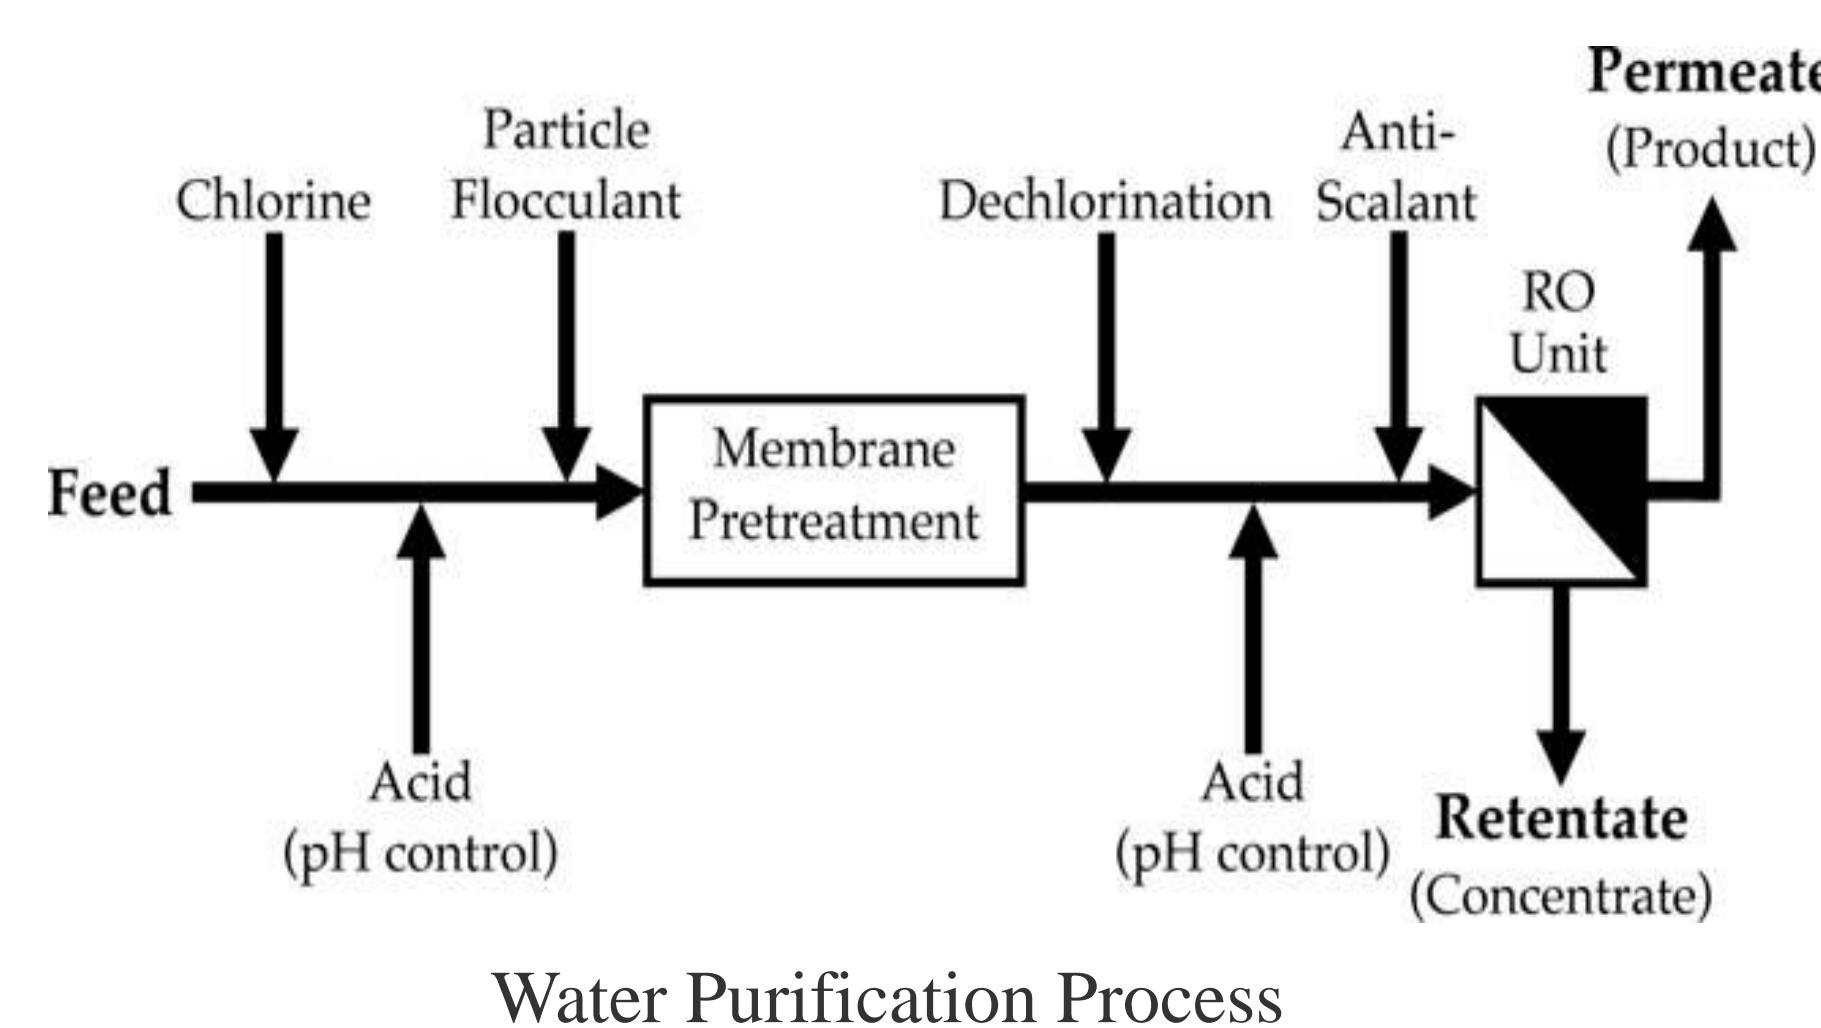 Permeate
(Product)
Particle
Flocculant
Chlorine
Dechlorination
Anti-
Scalant
RO
Unit
Feed
Membrane
Pretreatment
Acid
(pH control)
Acid
(pH control)
Retentate
(Concentrate)
Water Purification Process